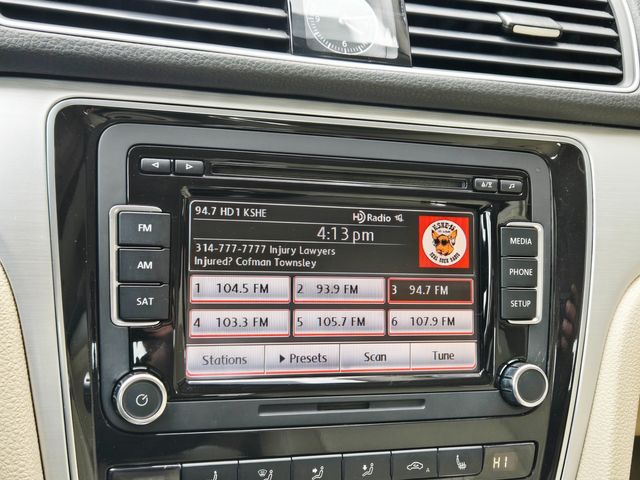 94.7 HD1 KSHE
HD Radio
4:13 pm
314-777-7777 Injury Lawyers
Injured? Cofman Townsley
1 104.5 FM
2 93.9 FM
3 94.7 FM
4 103.3 FM
5 105.7 FM
6 107.9 FM
Stations
Presets
Scan
Tune
FM
AM
SAT
MEDIA
PHONE
SETUP
HI